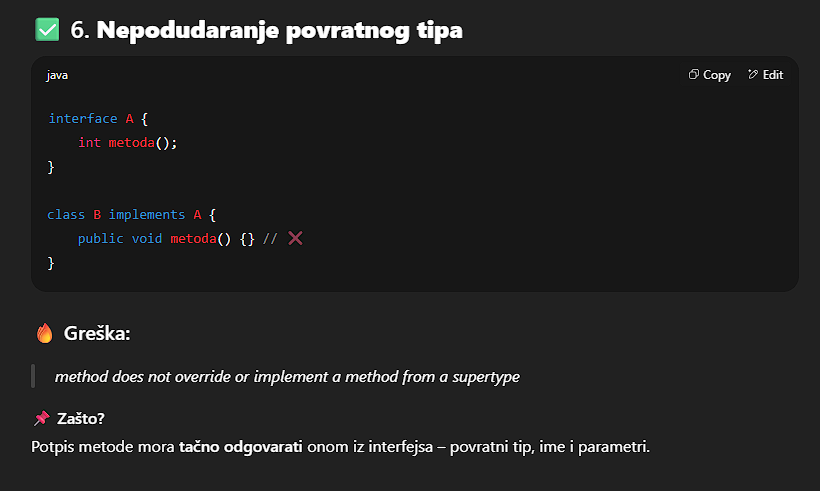 ✅ 6. Nepodudaranje povratnog tipa
java
Copy Edit
interface A {
    int metoda();
}
class B implements A {
    public void metoda() {} // ❌
}
🔥 Greška:
method does not override or implement a method from a supertype
📌 Zašto?
Potpis metode mora tačno odgovarati onom iz interfejsa – povratni tip, ime i parametri.